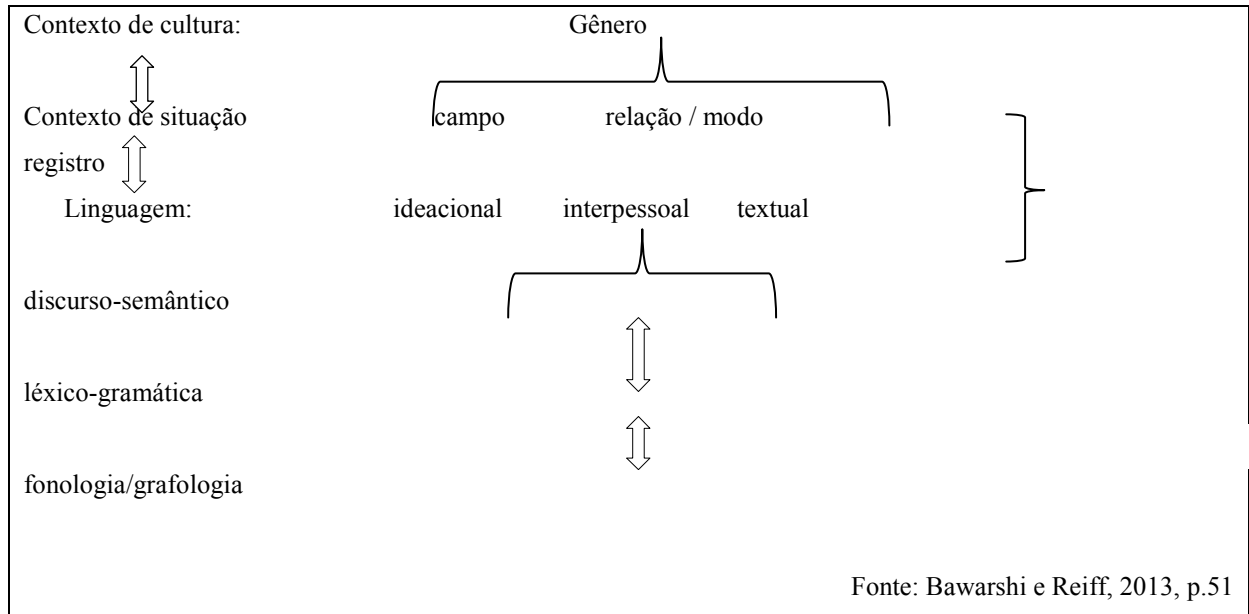 Contexto de cultura: Gênero
Contexto de situação campo relação / modo
registro
Linguagem: ideacional interpessoal textual
discurso-semântico
léxico-gramática
fonologia/grafologia
Fonte: Bawarshi e Reiff, 2013, p.51